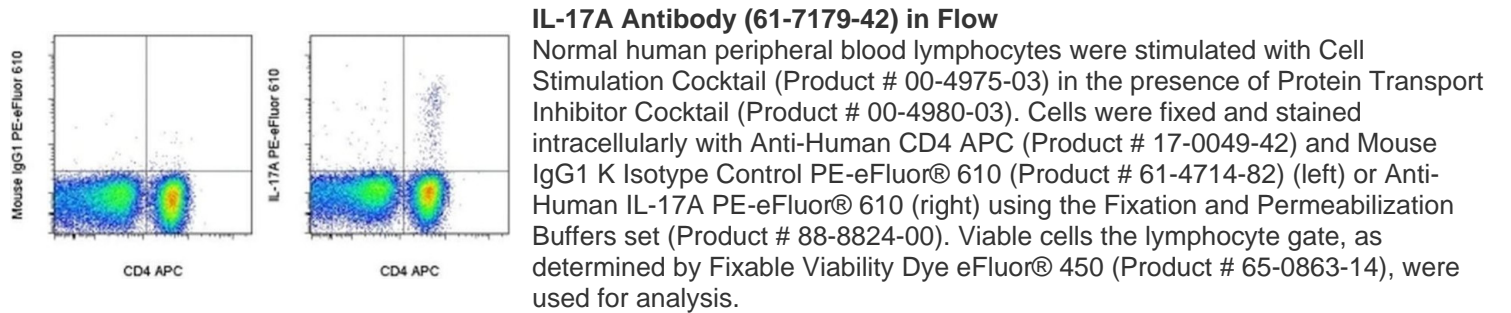 Mouse IgG1 PE-eFluor 610
CD4 APC
IL-17A PE-eFluor 610
CD4 APC
IL-17A Antibody (61-7179-42) in Flow
Normal human peripheral blood lymphocytes were stimulated with Cell
Stimulation Cocktail (Product # 00-4975-03) in the presence of Protein Transport
Inhibitor Cocktail (Product # 00-4980-03). Cells were fixed and stained
intracellularly with Anti-Human CD4 APC (Product # 17-0049-42) and Mouse
IgG1 K Isotype Control PE-eFluor® 610 (Product # 61-4714-82) (left) or Anti-
Human IL-17A PE-eFluor® 610 (right) using the Fixation and Permeabilization
Buffers set (Product # 88-8824-00). Viable cells the lymphocyte gate, as
determined by Fixable Viability Dye eFluor® 450 (Product # 65-0863-14), were
used for analysis.